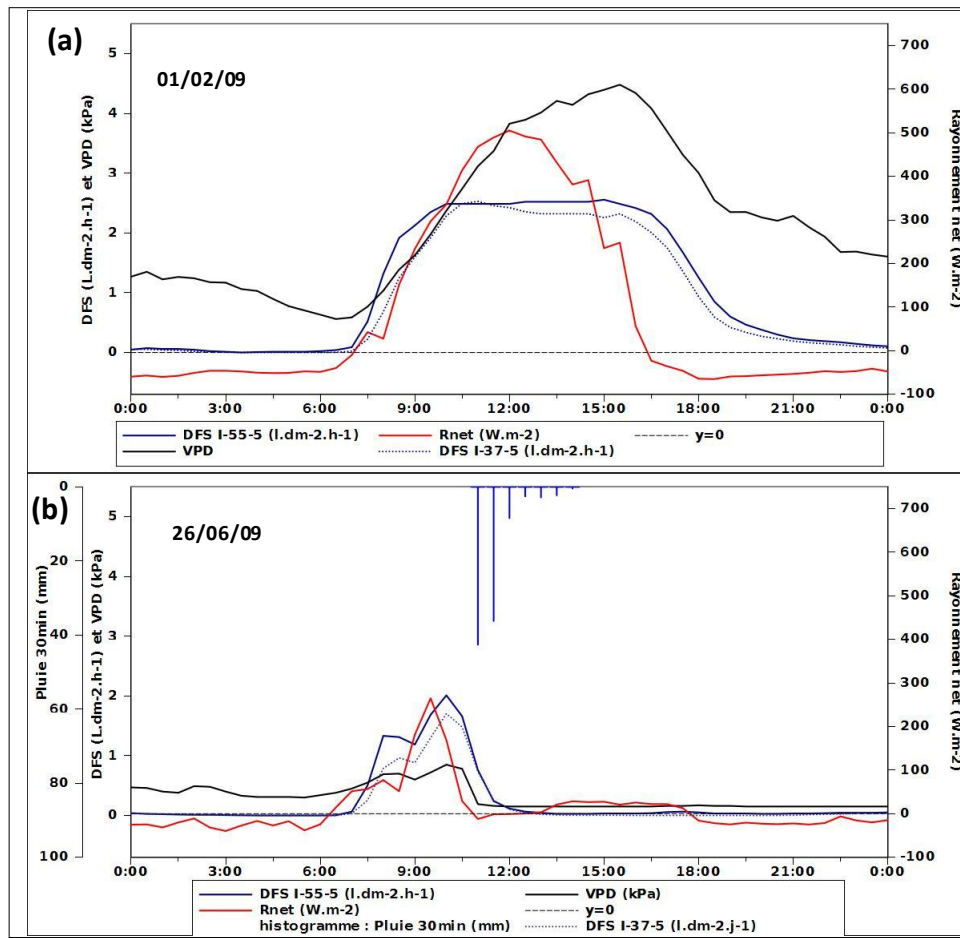 (a)
01/02/09
5
4
3
2
1
0
DFS (L.dm-2.h-1) et VPD (kPa)
700
600
500
400
300
200
100
0
-100
Rayonnement net (W.m-2)
0:00 3:00 6:00 9:00 12:00 15:00 18:00 21:00 0:00
DFS I-55-5 (l.dm-2.h-1) Rnet (W.m-2) y=0
VPD DFS I-37-5 (l.dm-2.h-1)
(b)
26/06/09
0
20
40
60
80
100
Pluie 30min (mm)
5
4
3
2
1
0
DFS (L.dm-2.h-1) et VPD (kPa)
700
600
500
400
300
200
100
0
-100
Rayonnement net (W.m-2)
0:00 3:00 6:00 9:00 12:00 15:00 18:00 21:00 0:00
DFS I-55-5 (l.dm-2.h-1) VPD (kPa)
Rnet (W.m-2) y=0
histogramme : Pluie 30min (mm) DFS I-37-5 (l.dm-2.j-1)